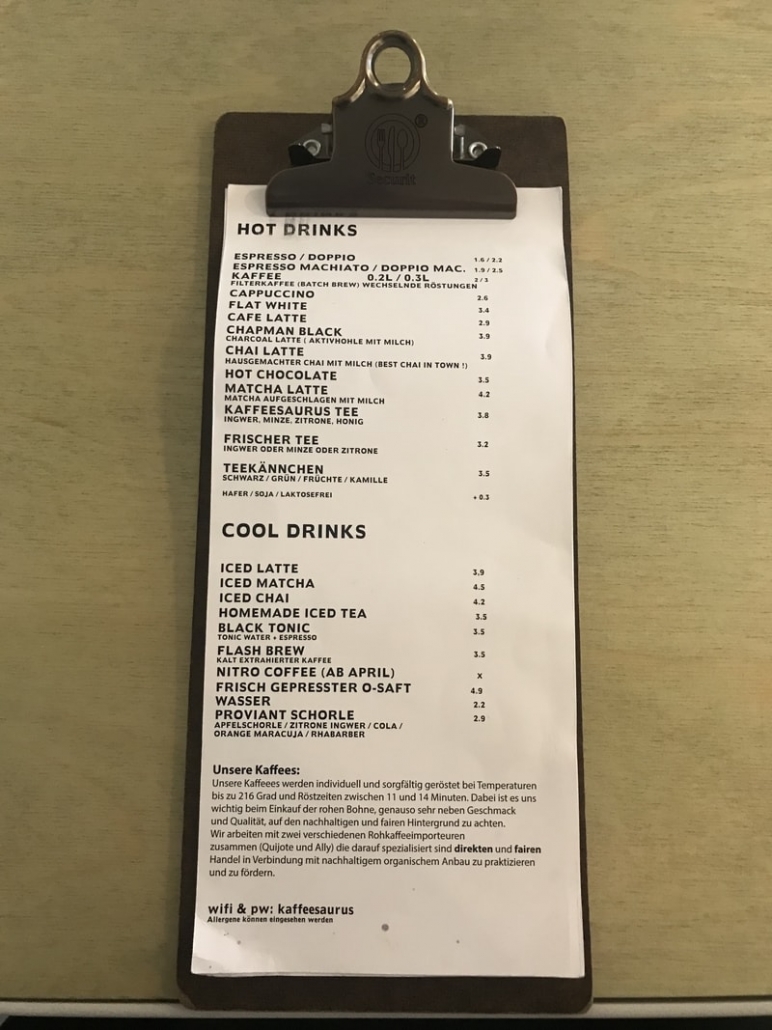 Securit
®
HOT DRINKS
ESPRESSO / DOPPIO 1.6 / 2.2
ESPRESSO MACHIATO / DOPPIO MAC. 1.9 / 2.5
KAFFEE 0.2L / 0.3L 2 / 3
FILTERKAFFEE (BATCH BREW) WECHSELNDE RÖSTUNGEN
CAPPUCCINO 2.6
FLAT WHITE 3.4
CAFE LATTE 2.9
CHAPMAN BLACK 3.9
CHARCOAL LATTE ( AKTIVHOHLE MIT MILCH)
CHAI LATTE 3.9
HAUSGEMACHTER CHAI MIT MILCH (BEST CHAI IN TOWN !)
HOT CHOCOLATE 3.5
MATCHA LATTE 4.2
MATCHA AUFGESCHLAGEN MIT MILCH
KAFFEESAURUS TEE 3.8
INGWER, MINZE, ZITRONE, HONIG
FRISCHER TEE 3.2
INGWER ODER MINZE ODER ZITRONE
TEEKÄNNCHEN 3.5
SCHWARZ / GRÜN / FRÜCHTE / KAMILLE
HAFER / SOJA / LAKTOSEFREI + 0.3
COOL DRINKS
ICED LATTE 3.9
ICED MATCHA 4.5
ICED CHAI 4.2
HOMEMADE ICED TEA 3.5
BLACK TONIC 3.5
TONIC WATER + ESPRESSO
FLASH BREW 3.5
KALT EXTRAHIERTER KAFFEE
NITRO COFFEE (AB APRIL) X
FRISCH GEPRESSTER O-SAFT 4.9
WASSER 2.2
PROVIANT SCHORLE 2.9
APFELSCHORLE / ZITRONE INGWER / COLA /
ORANGE MARACUJA / RHABARBER
Unsere Kaffees:
Unsere Kaffeees werden individuell und sorgfältig geröstet bei Temperaturen
bis zu 216 Grad und Röstzeiten zwischen 11 und 14 Minuten. Dabei ist es uns
wichtig beim Einkauf der rohen Bohne, genauso sehr neben Geschmack
und Qualität, auf den nachhaltigen und fairen Hintergrund zu achten.
Wir arbeiten mit zwei verschiedenen Rohkaffeeimporteuren
zusammen (Quijote und Ally) die darauf spezialisiert sind direkten und fairen
Handel in Verbindung mit nachhaltigem organischem Anbau zu praktizieren
und zu fördern.
wifi & pw: kaffeesaurus
Allergene können eingesehen werden